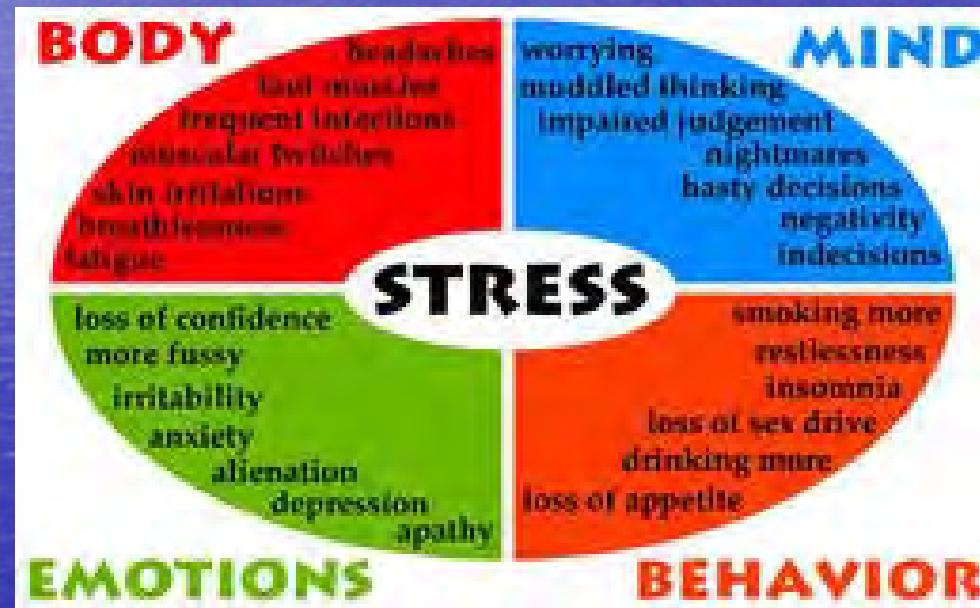 BODY
headaches
taut muscles
frequent infections
muscular twitches
skin irritations
breathlessness
fatigue
MIND
worrying
muddled thinking
impaired judgement
nightmares
hasty decisions
negativity
indecisions
STRESS
loss of confidence
more fussy
irritability
anxiety
alienation
depression
apathy
EMOTIONS
smoking more
restlessness
insomnia
loss of sex drive
drinking more
loss of appetite
BEHAVIOR